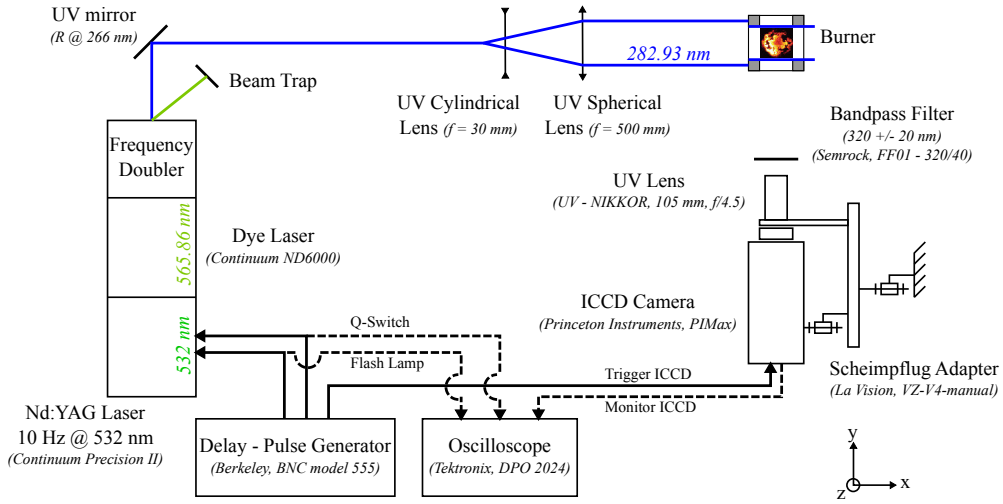 UV mirror
(R @ 266 nm)
Beam Trap
282.93 nm
Burner
UV Cylindrical
Lens (f = 30 mm)
UV Spherical
Lens (f = 500 mm)
Bandpass Filter
(320 +/- 20 nm)
(Semrock, FF01 - 320/40)
Frequency
Doubler
UV Lens
(UV - NIKKOR, 105 mm, f/4.5)
565.86 nm
Dye Laser
(Continuum ND6000)
ICCD Camera
(Princeton Instruments, PIMax)
532 nm
Q-Switch
Flash Lamp
Trigger ICCD
Monitor ICCD
Scheimpflug Adapter
(La Vision, VZ-V4-manual)
Nd:YAG Laser
10 Hz @ 532 nm
(Continuum Precision II)
Delay - Pulse Generator
(Berkeley, BNC model 555)
Oscilloscope
(Tektronix, DPO 2024)
y
x
z